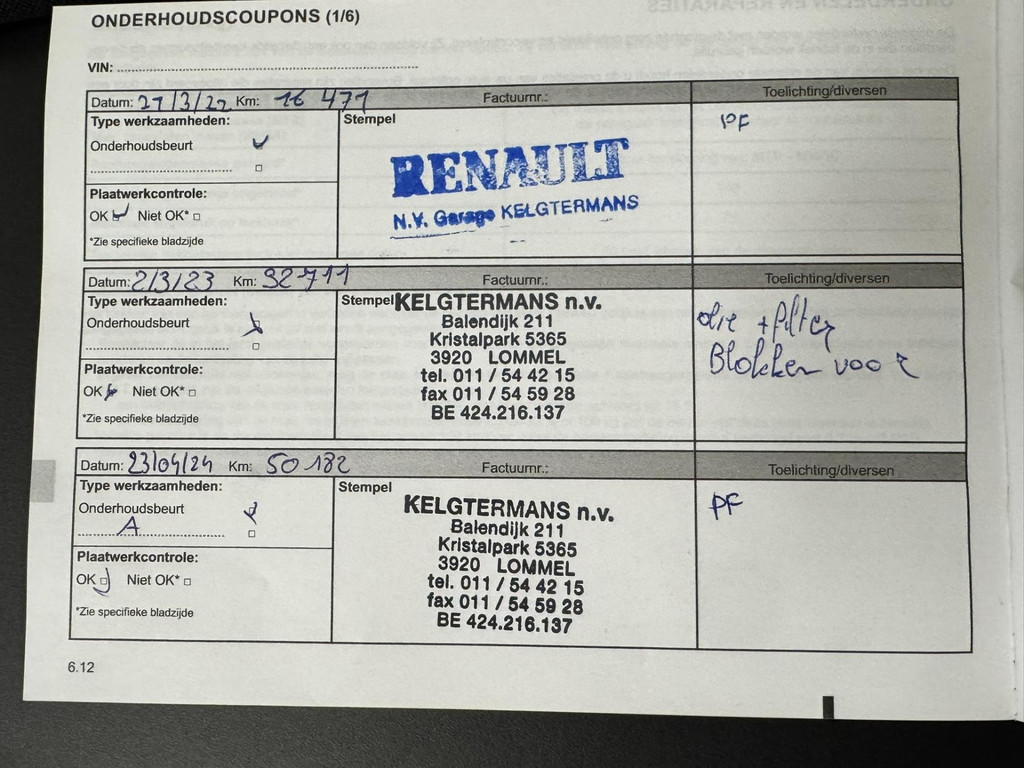 ONDERHOUDSCOUPONS (1/6)
VIN:
Datum: 27/3/22 Km: 16 471 Factuurnr.: Toelichting/diversen
Type werkzaamheden: Stempel PF
Onderhoudsbeurt
RENAULT
Plaatwerkcontrole:
N.V. Garage KELGTERMANS
OK Niet OK*
*Zie specifieke bladzijde
Datum: 2/3/23 Km: 32711 Factuurnr.: Toelichting/diversen
Type werkzaamheden: Stempel KELGTERMANS n.v.
Onderhoudsbeurt Balendijk 211 olie + filter
Kristalpark 5365
3920 LOMMEL Blokken voor
Plaatwerkcontrole: tel. 011 / 54 42 15
OK Niet OK* fax 011 / 54 59 28
*Zie specifieke bladzijde BE 424.216.137
Datum: 23/04/24 Km: 50 182 Factuurnr.: Toelichting/diversen
Type werkzaamheden: Stempel KELGTERMANS n.v. PF
Onderhoudsbeurt Balendijk 211
A Kristalpark 5365
3920 LOMMEL
Plaatwerkcontrole: tel. 011 / 54 42 15
OK Niet OK* fax 011 / 54 59 28
*Zie specifieke bladzijde BE 424.216.137
6.12